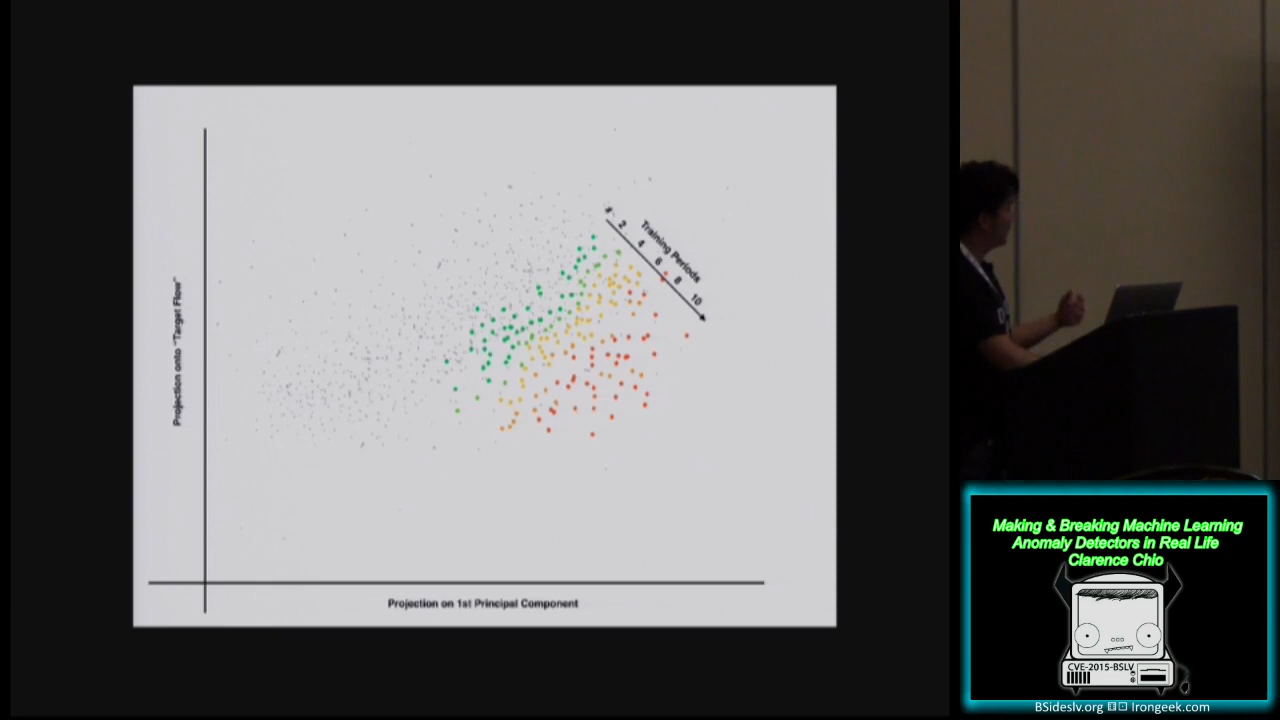 Projection onto "Target Flow"
#
2
4
6
8
10
Training Periods
Projection on 1st Principal Component
Making & Breaking Machine Learning
Anomaly Detectors in Real Life
Clarence Chio
CVE-2015-BSLV
BSideslv.org
Irongeek.com